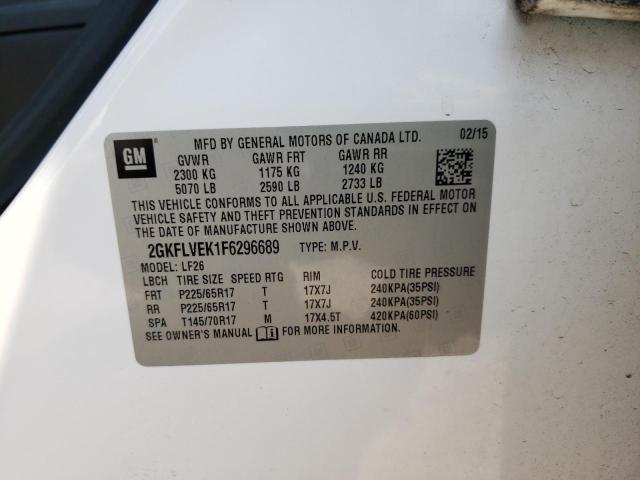 GM
MFD BY GENERAL MOTORS OF CANADA LTD. 02/15
GVWR GAWR FRT GAWR RR
2300 KG 1175 KG 1240 KG
5070 LB 2590 LB 2733 LB
THIS VEHICLE CONFORMS TO ALL APPLICABLE U.S. FEDERAL MOTOR
VEHICLE SAFETY AND THEFT PREVENTION STANDARDS IN EFFECT ON
THE DATE OF MANUFACTURE SHOWN ABOVE.
2GKFLVEK1F6296689 TYPE: M.P.V.
MODEL: LF26
LBCH TIRE SIZE SPEED RTG RIM COLD TIRE PRESSURE
FRT P225/65R17 T 17X7J 240KPA(35PSI)
RR P225/65R17 T 17X7J 240KPA(35PSI)
SPA T145/70R17 M 17X4.5T 420KPA(60PSI)
SEE OWNER'S MANUAL FOR MORE INFORMATION.